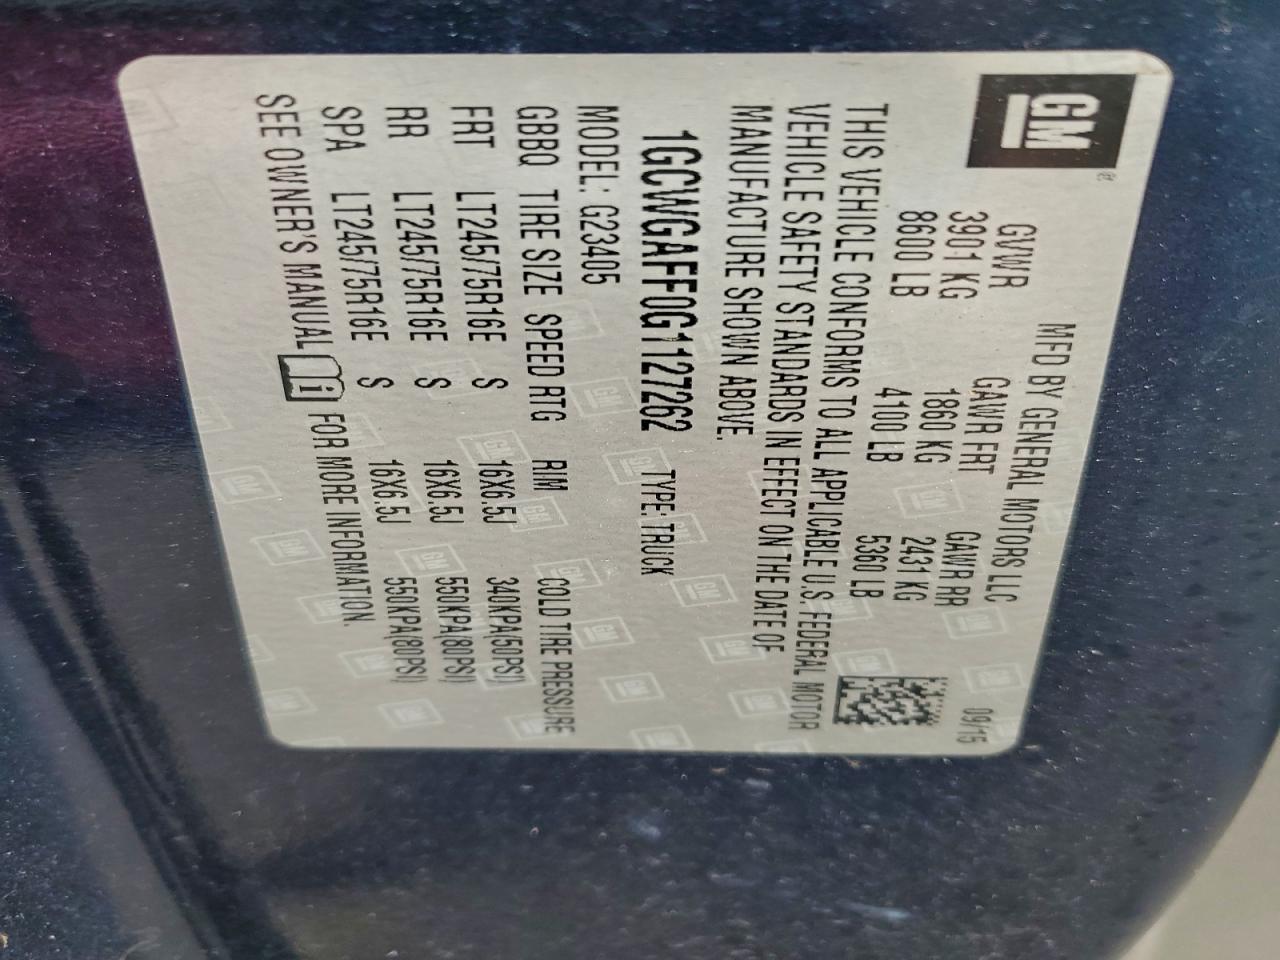 GM
MFD BY GENERAL MOTORS LLC 09/15
GVWR GAWR FRT GAWR RR
3901 KG 1860 KG 2431 KG
8600 LB 4100 LB 5360 LB
THIS VEHICLE CONFORMS TO ALL APPLICABLE U.S. FEDERAL MOTOR
VEHICLE SAFETY STANDARDS IN EFFECT ON THE DATE OF
MANUFACTURE SHOWN ABOVE.
1GCWGAFF0G1127262 TYPE: TRUCK
MODEL: G23405
GBBQ TIRE SIZE SPEED RTG RIM COLD TIRE PRESSURE
FRT LT245/75R16E S 16X6.5J 340KPA(50PSI)
RR LT245/75R16E S 16X6.5J 550KPA(80PSI)
SPA LT245/75R16E S 16X6.5J 550KPA(80PSI)
SEE OWNER'S MANUAL i FOR MORE INFORMATION.